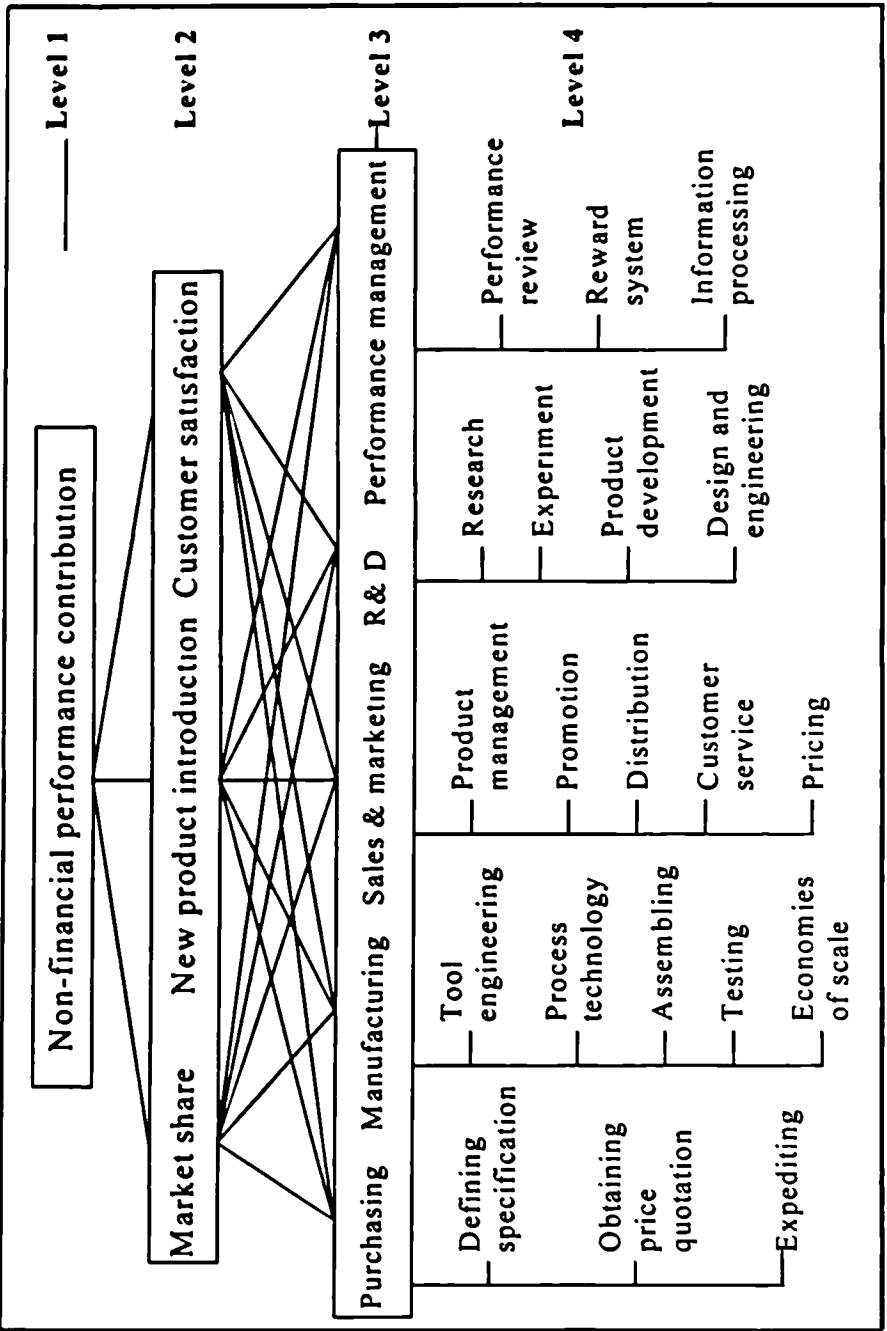 Non-financial performance contribution
Level 1
Market share New product introduction Customer satisfaction
Level 2
Purchasing Manufacturing Sales & marketing R& D Performance management
Level 3
Level 4
Defining
specification
Obtaining
price
quotation
Expediting
Tool
engineering
Process
technology
Assembling
Testing
Economies
of scale
Product
management
Promotion
Distribution
Customer
service
Pricing
Research
Experiment
Product
development
Design and
engineering
Performance
review
Reward
system
Information
processing